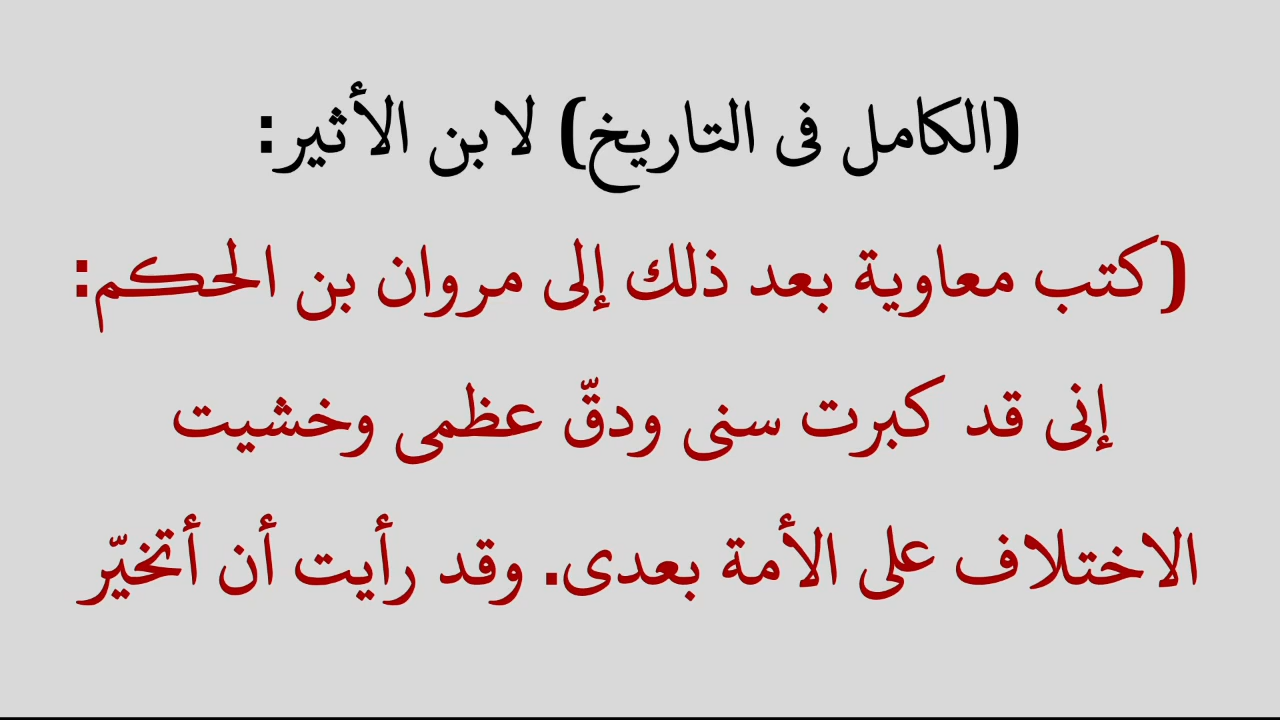 (الكامل فى التاريخ) لابن الأثير:
(كتب معاوية بعد ذلك إلى مروان بن الحكم:
إنى قد كبرت سنى ودقّ عظمى وخشيت
الاختلاف على الأمة بعدى. وقد رأيت أن أتخيّر